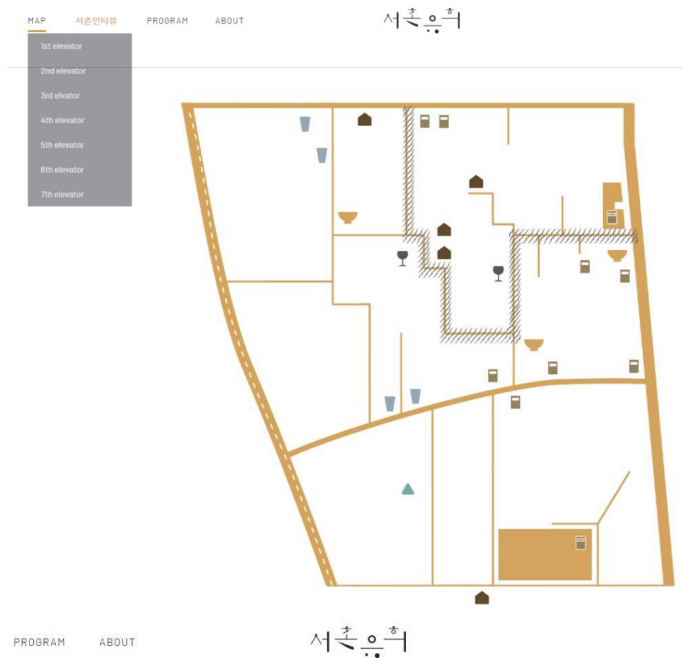 MAP 서촌인터뷰 PROGRAM ABOUT
서촌유희
1st elevator
2nd elevator
3rd elvator
4th elevator
5th elevator
6th elevator
7th elevator
PROGRAM ABOUT
서촌유희